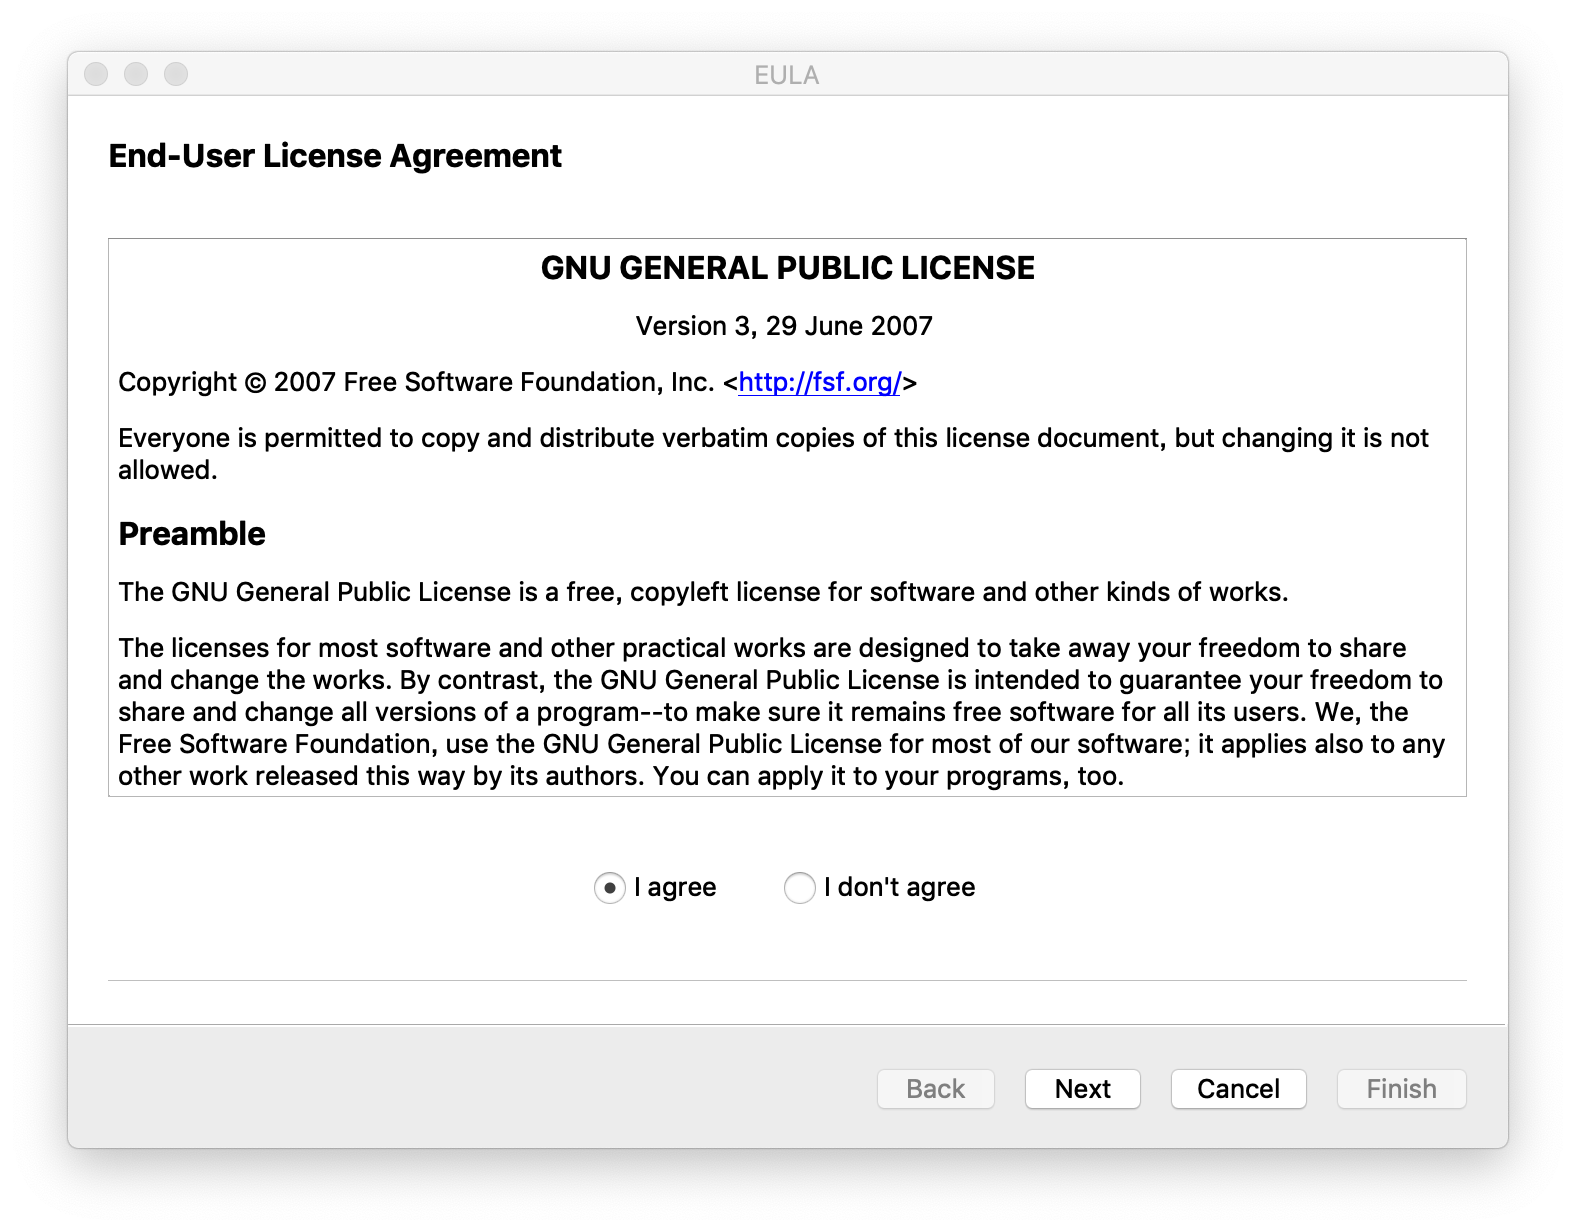 EULA
End-User License Agreement
GNU GENERAL PUBLIC LICENSE
Version 3, 29 June 2007
Copyright © 2007 Free Software Foundation, Inc. <http://fsf.org/>
Everyone is permitted to copy and distribute verbatim copies of this license document, but changing it is not
allowed.
Preamble
The GNU General Public License is a free, copyleft license for software and other kinds of works.
The licenses for most software and other practical works are designed to take away your freedom to share
and change the works. By contrast, the GNU General Public License is intended to guarantee your freedom to
share and change all versions of a program--to make sure it remains free software for all its users. We, the
Free Software Foundation, use the GNU General Public License for most of our software; it applies also to any
other work released this way by its authors. You can apply it to your programs, too.
I agree I don't agree
Back Next Cancel Finish